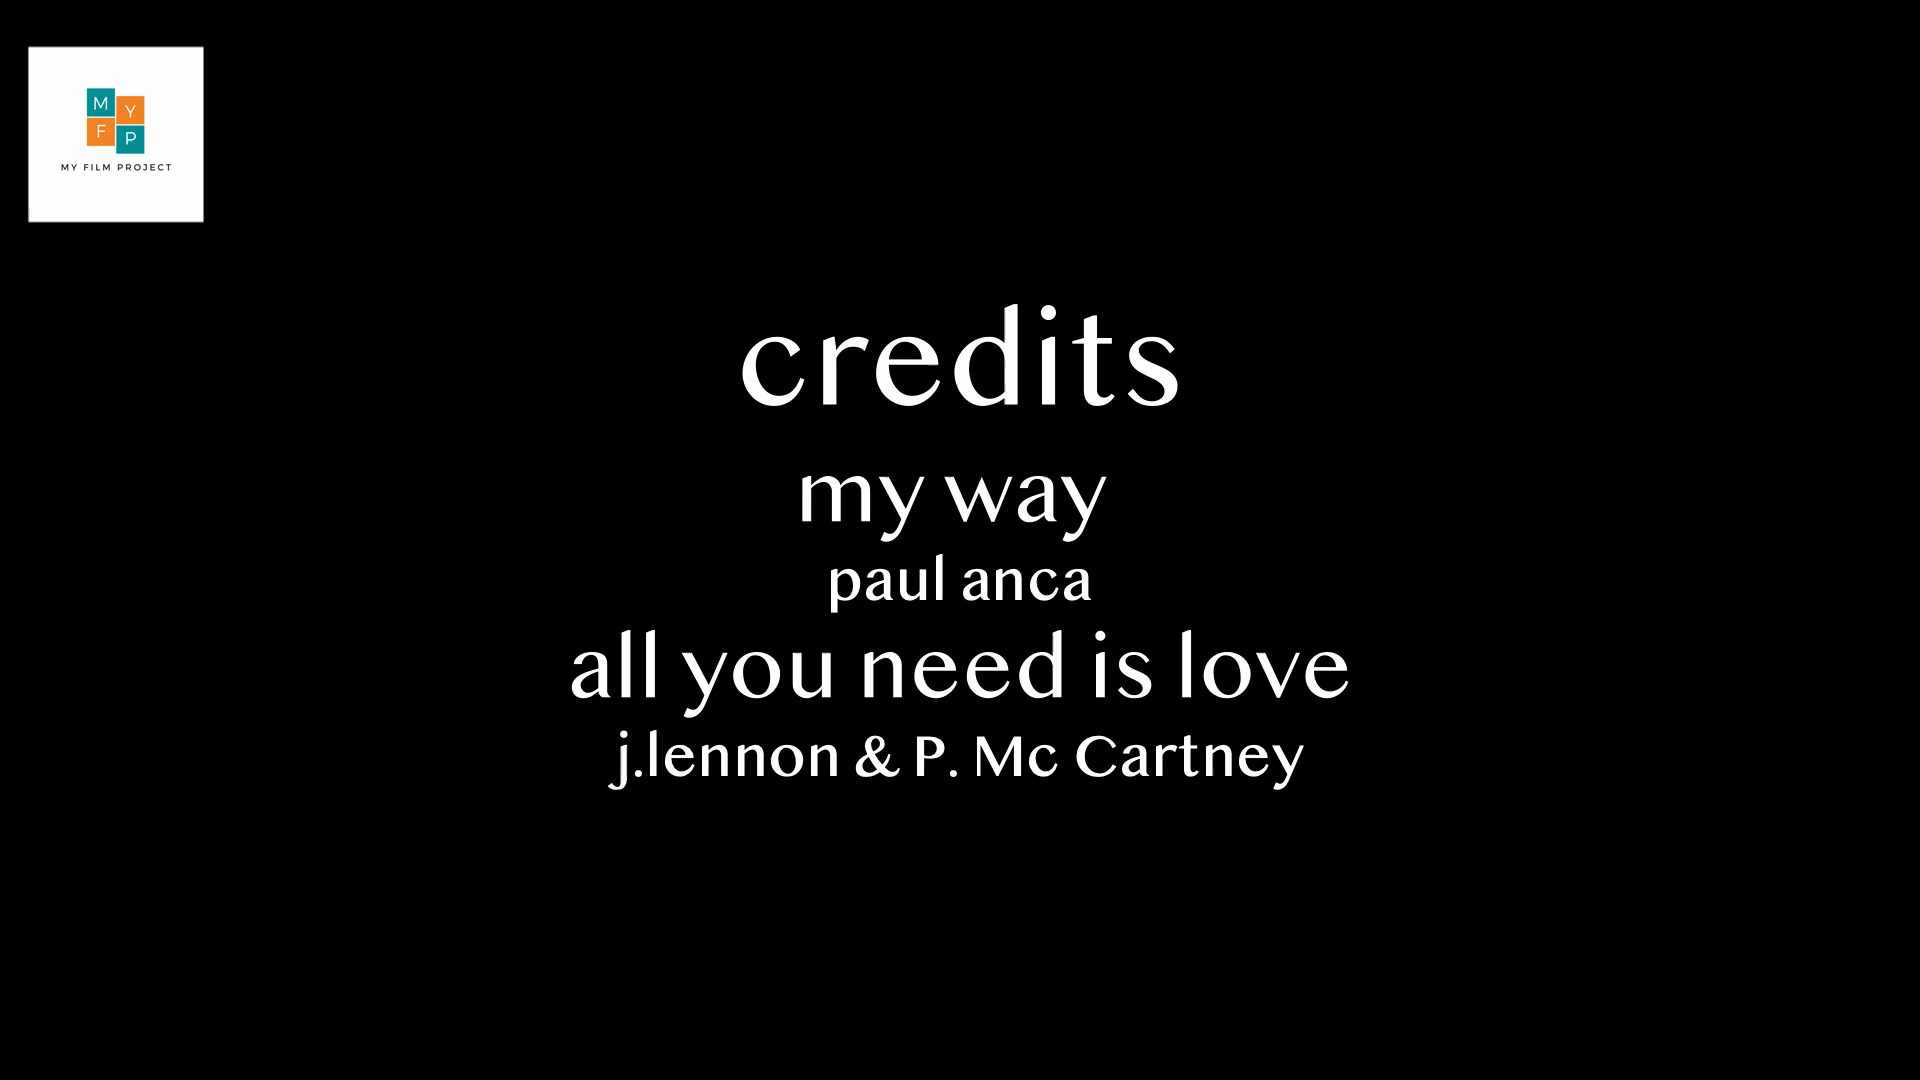 M Y
F P
MY FILM PROJECT
credits
my way
paul anca
all you need is love
j.lennon & P. Mc Cartney